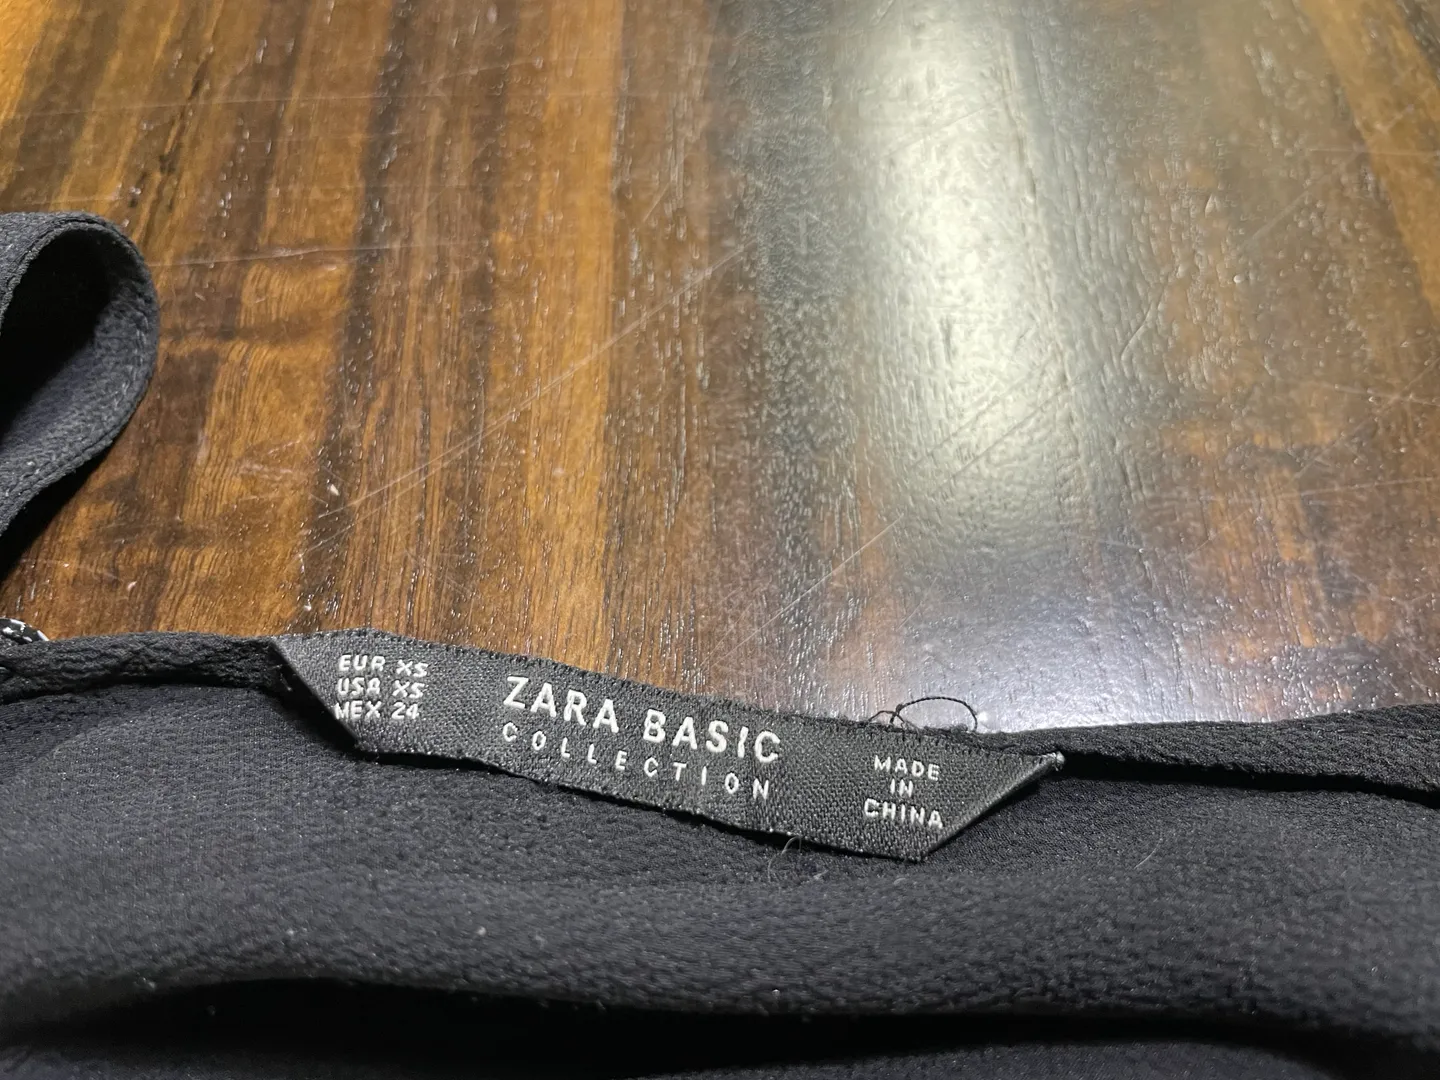 EUR XS
USA XS
MEX 24
ZARA BASIC
COLLECTION
MADE
IN
CHINA